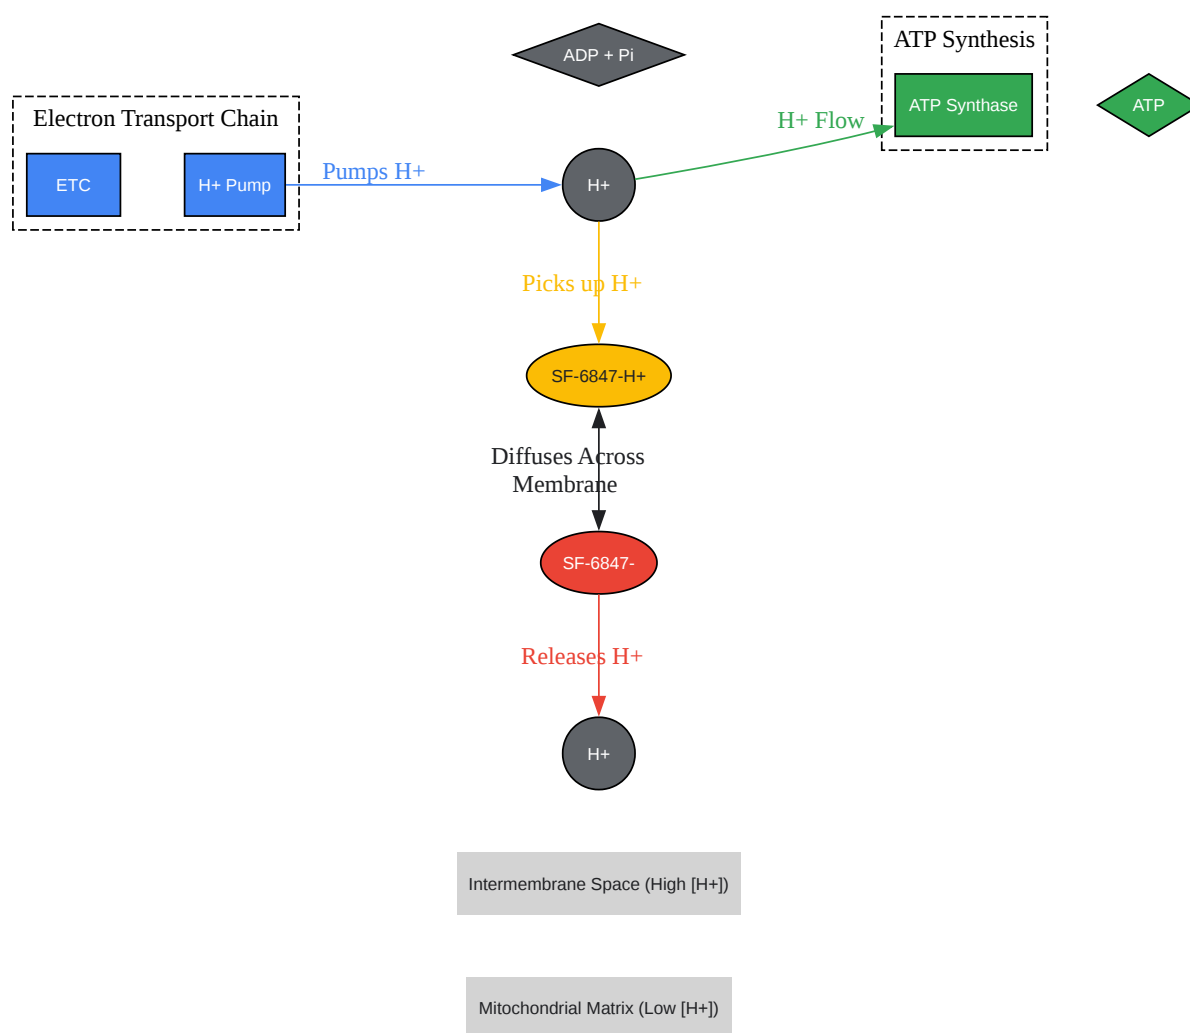 ADP + Pi
ATP Synthesis
ATP Synthase
ATP
Electron Transport Chain
ETC
H+ Pump
Pumps H+
H+
H+ Flow
Picks up H+
SF-6847-H+
Diffuses Across
Membrane
SF-6847-
Releases H+
H+
Intermembrane Space (High [H+])
Mitochondrial Matrix (Low [H+])